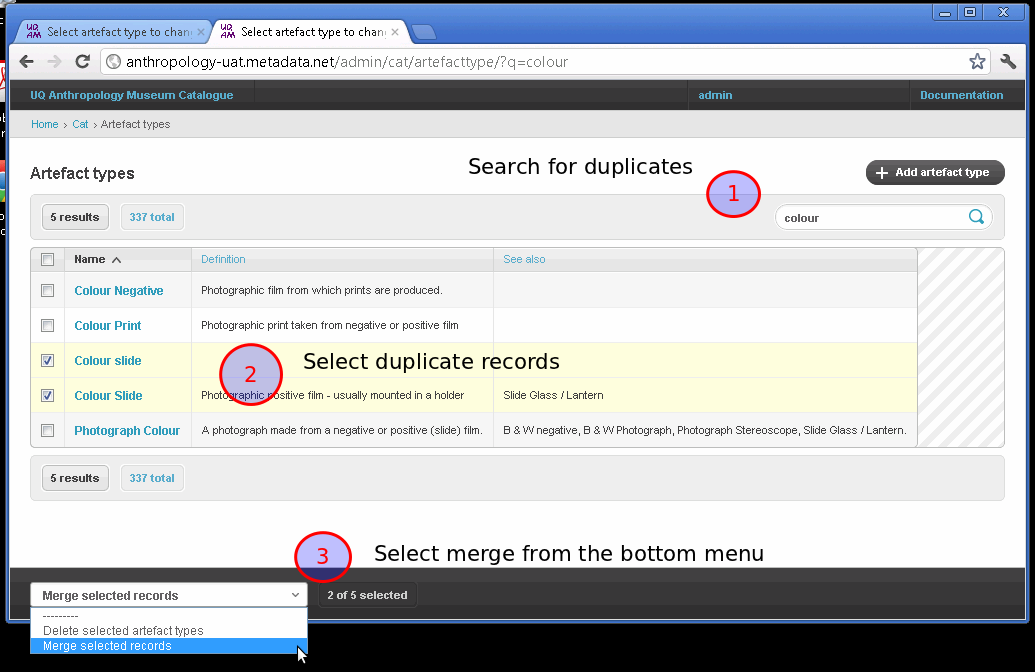 UQ AM Select artefact type to chan
UQ AM Select artefact type to chan
anthropology-uat.metadata.net/admin/cat/artefacttype/?q=colour
UQ Anthropology Museum Catalogue admin Documentation
Home › Cat › Artefact types
Search for duplicates
Artefact types
+ Add artefact type
1
5 results 337 total colour
Name Definition See also
Colour Negative Photographic film from which prints are produced.
Colour Print Photographic print taken from negative or positive film
Colour slide
2 Select duplicate records
Colour Slide Photographic positive film - usually mounted in a holder Slide Glass / Lantern
Photograph Colour A photograph made from a negative or positive (slide) film. B & W negative, B & W Photograph, Photograph Stereoscope, Slide Glass / Lantern.
5 results 337 total
3 Select merge from the bottom menu
Merge selected records 2 of 5 selected
---------
Delete selected artefact types
Merge selected records